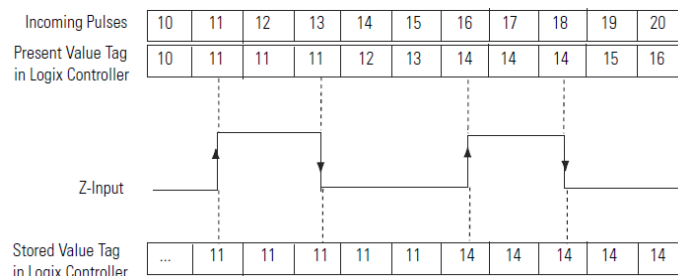 Incoming Pulses 10 11 12 13 14 15 16 17 18 19 20
Present Value Tag 10 11 11 11 12 13 14 14 14 15 16
in Logix Controller
Z-Input
Stored Value Tag ... 11 11 11 11 11 14 14 14 14 14
in Logix Controller